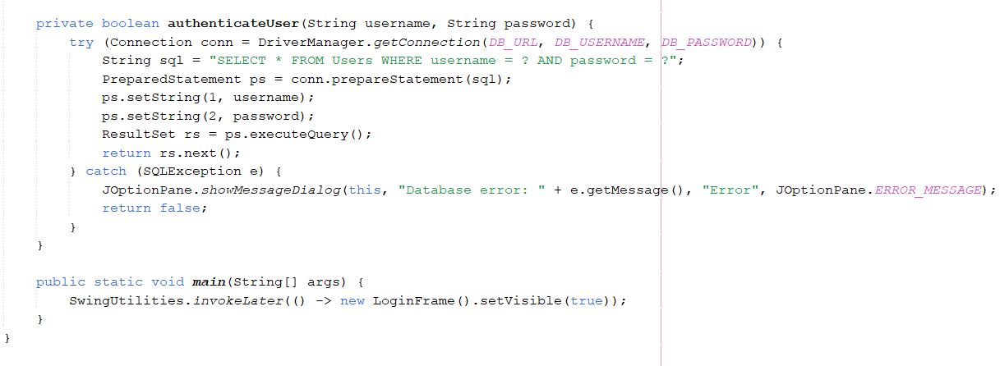 private boolean authenticateUser(String username, String password) {
try (Connection conn = DriverManager.getConnection(DB_URL, DB_USERNAME, DB_PASSWORD)) {
String sql = "SELECT * FROM Users WHERE username = ? AND password = ?";
PreparedStatement ps = conn.prepareStatement(sql);
ps.setString(1, username);
ps.setString(2, password);
ResultSet rs = ps.executeQuery();
return rs.next();
} catch (SQLException e) {
JOptionPane.showMessageDialog(this, "Database error: " + e.getMessage(), "Error", JOptionPane.ERROR_MESSAGE);
return false;
}
}
public static void main(String[] args) {
SwingUtilities.invokeLater(() -> new LoginFrame().setVisible(true));
}
}